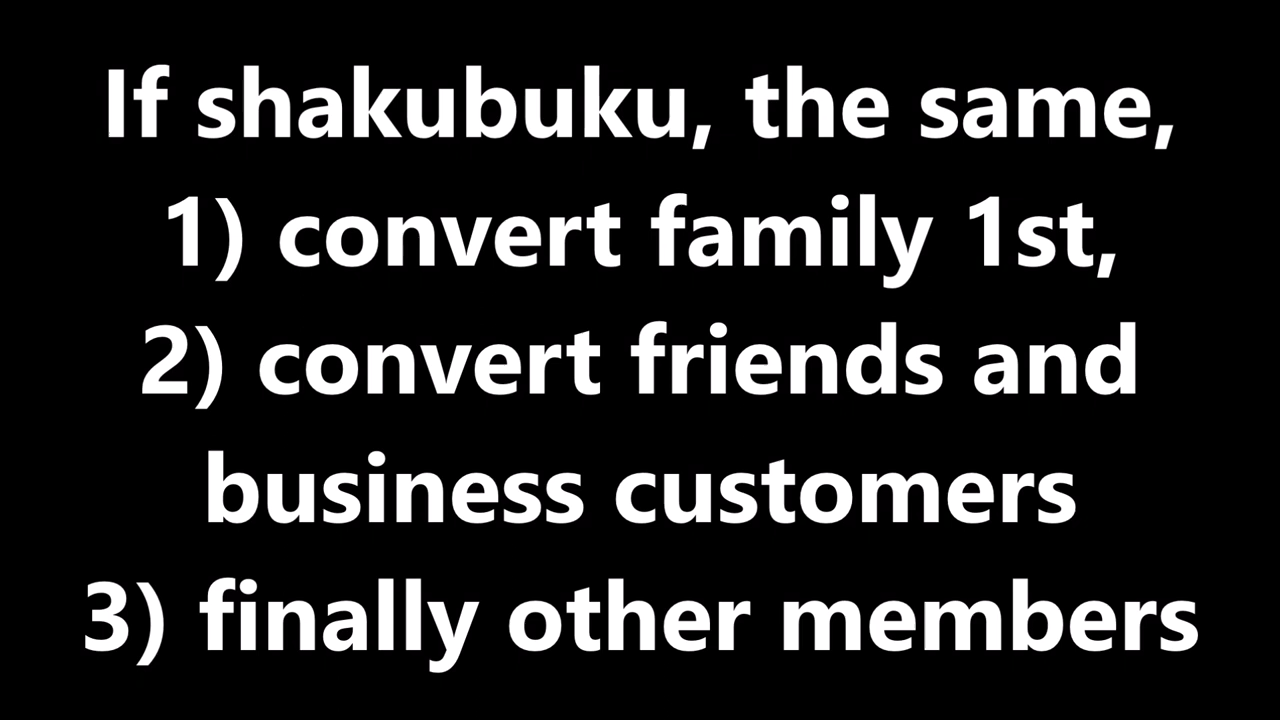 If shakubuku, the same,
1) convert family 1st,
2) convert friends and
business customers
3) finally other members